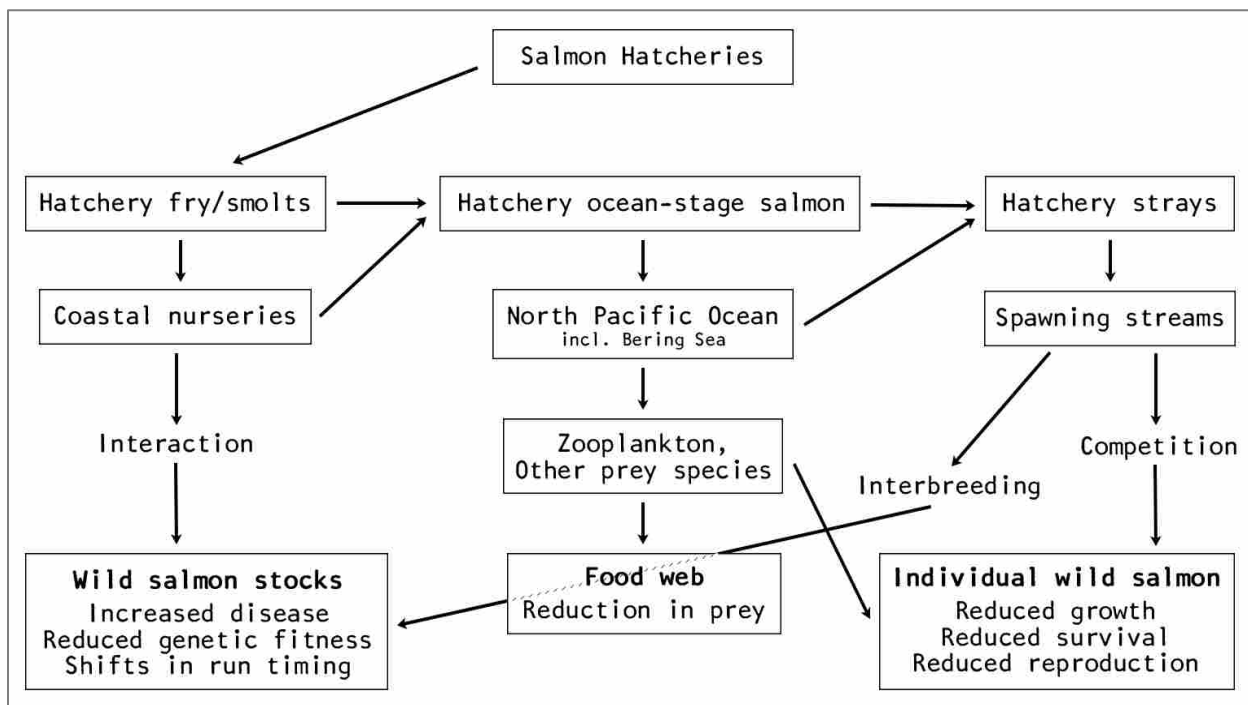 Salmon Hatcheries
Hatchery fry/smolts
Hatchery ocean-stage salmon
Hatchery strays
Coastal nurseries
North Pacific Ocean
incl. Bering Sea
Spawning streams
Interaction
Zooplankton,
Other prey species
Competition
Interbreeding
Wild salmon stocks
Increased disease
Reduced genetic fitness
Shifts in run timing
Food web
Reduction in prey
Individual wild salmon
Reduced growth
Reduced survival
Reduced reproduction